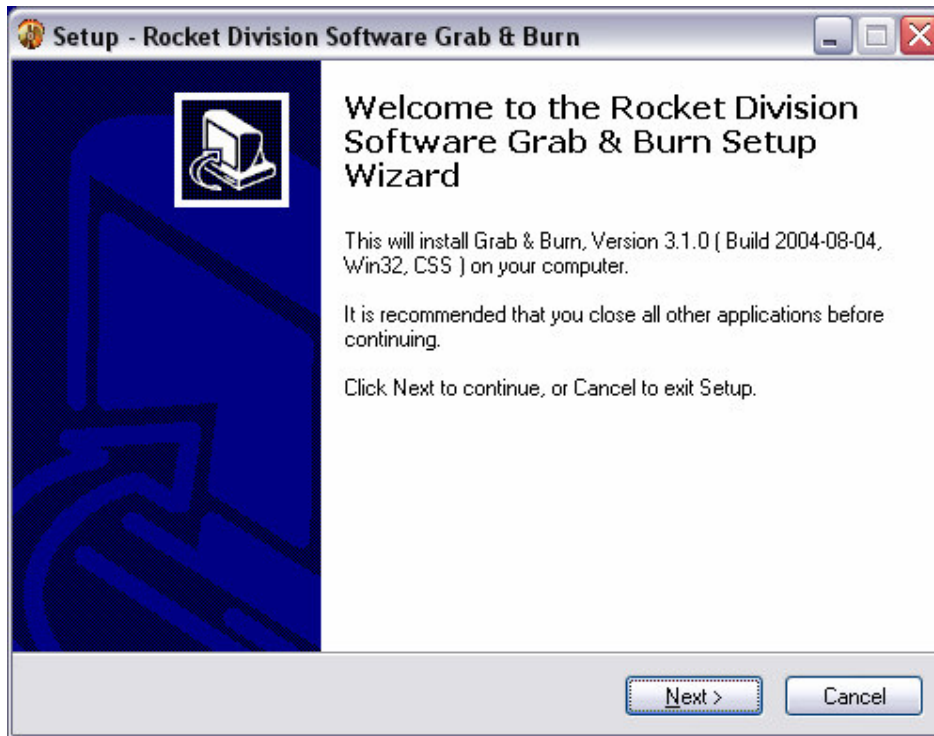 Setup - Rocket Division Software Grab & Burn
Welcome to the Rocket Division
Software Grab & Burn Setup
Wizard
This will install Grab & Burn, Version 3.1.0 ( Build 2004-08-04,
Win32, CSS ) on your computer.
It is recommended that you close all other applications before
continuing.
Click Next to continue, or Cancel to exit Setup.
Next >
Cancel